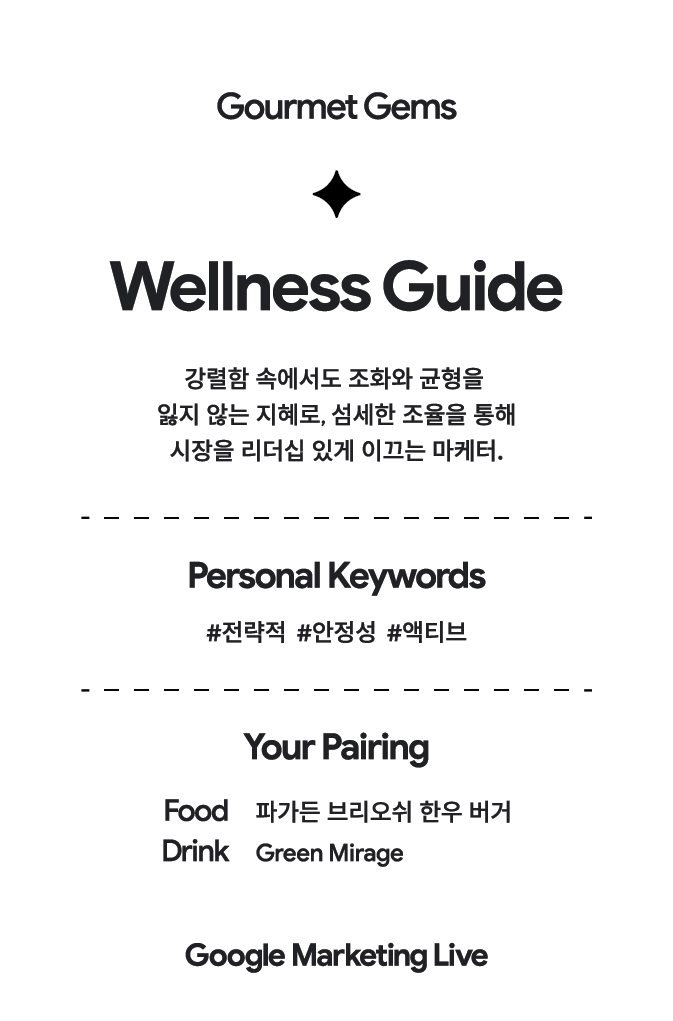 Gourmet Gems
Wellness Guide
강렬함 속에서도 조화와 균형을
잃지 않는 지혜로, 섬세한 조율을 통해
시장을 리더십 있게 이끄는 마케터.
Personal Keywords
#전략적 #안정성 #액티브
Your Pairing
Food 파가든 브리오쉬 한우 버거
Drink Green Mirage
Google Marketing Live